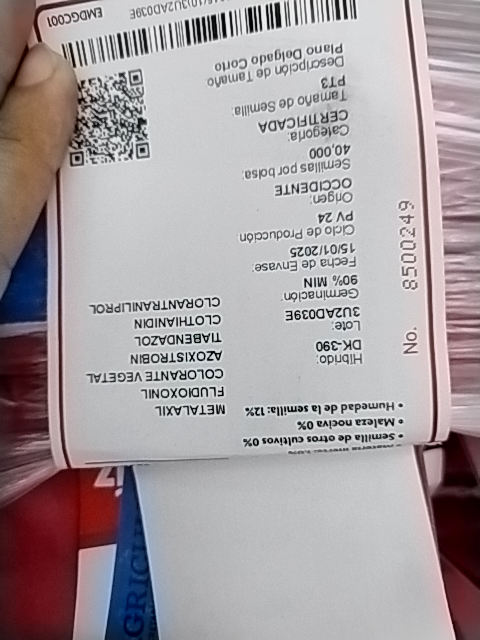 • Semilla de otros cultivos 0%
• Maleza nociva 0%
• Humedad de la semilla: 12%
Híbrido:
DK-390
Lote:
3U2AD039E
Germinación:
90% MIN
Fecha de Envase:
15/01/2025
Ciclo de Producción:
PV 24
Origen:
OCCIDENTE
Semillas por bolsa:
40,000
Categoría:
CERTIFICADA
Tamaño de Semilla:
PT3
Descripción de Tamaño
Plano Delgado Corto
METALAXIL
FLUDIOXONIL
COLORANTE VEGETAL
AZOXISTROBIN
TIABENDAZOL
CLOTHIANIDIN
CLORANTRANILIPROL
No. 8500249
EMDGC001